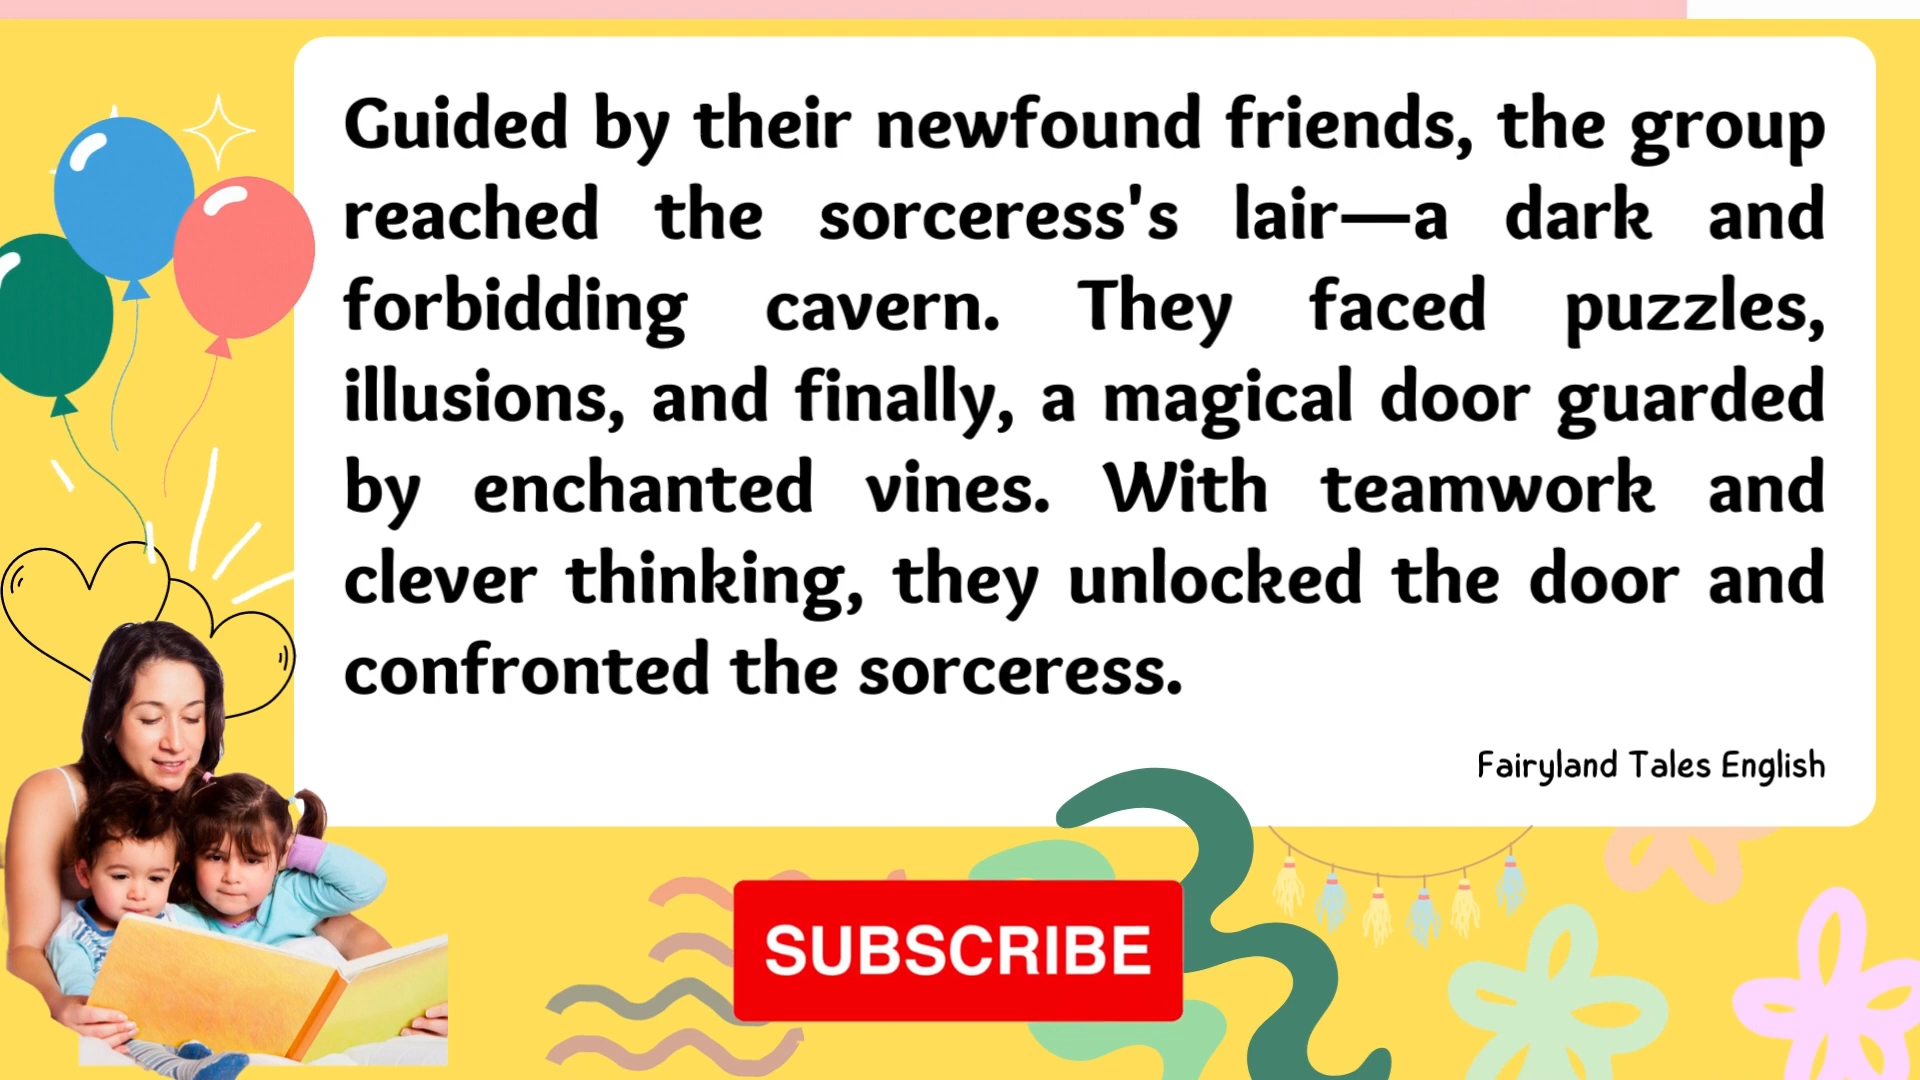 Guided by their newfound friends, the group
reached the sorceress's lair—a dark and
forbidding cavern. They faced puzzles,
illusions, and finally, a magical door guarded
by enchanted vines. With teamwork and
clever thinking, they unlocked the door and
confronted the sorceress.
Fairyland Tales English
SUBSCRIBE